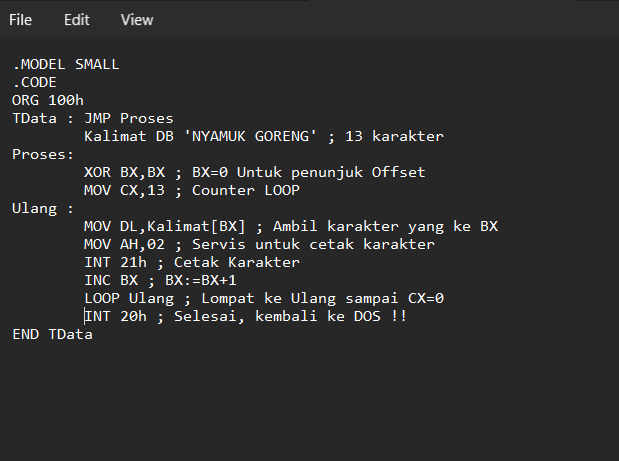 File Edit View
.MODEL SMALL
.CODE
ORG 100h
TData : JMP Proses
Kalimat DB 'NYAMUK GORENG' ; 13 karakter
Proses:
XOR BX,BX ; BX=0 Untuk penunjuk Offset
MOV CX,13 ; Counter LOOP
Ulang :
MOV DL,Kalimat[BX] ; Ambil karakter yang ke BX
MOV AH,02 ; Servis untuk cetak karakter
INT 21h ; Cetak Karakter
INC BX ; BX:=BX+1
LOOP Ulang ; Lompat ke Ulang sampai CX=0
INT 20h ; Selesai, kembali ke DOS !!
END TData